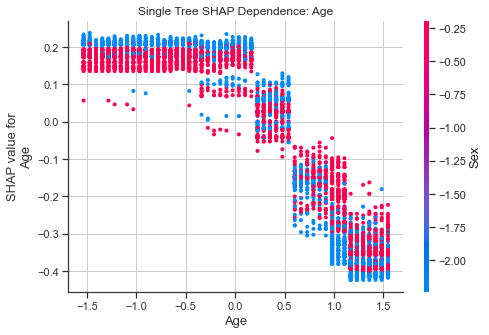 Single Tree SHAP Dependence: Age
SHAP value for
Age
0.2
0.1
0.0
−0.1
−0.2
−0.3
−0.4
−1.5 −1.0 −0.5 0.0 0.5 1.0 1.5
Age
−0.25
−0.50
−0.75
−1.00
−1.25
−1.50
−1.75
−2.00
Sex